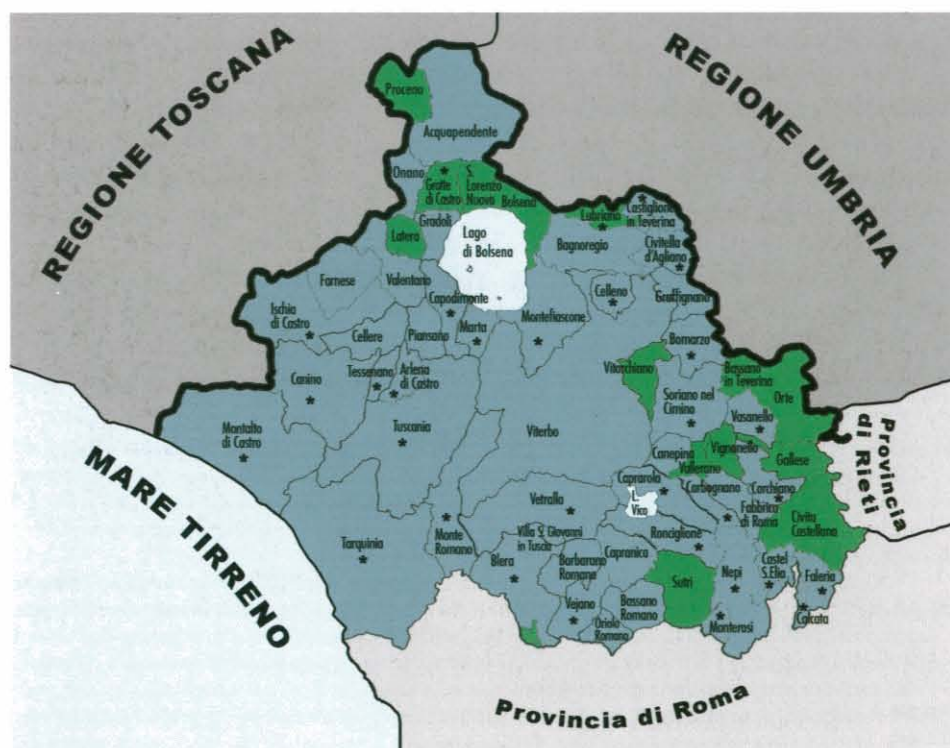 REGIONE TOSCANA
REGIONE UMBRIA
Proceno
Acquapendente
Onano
Grotte
di Castro
S.
Lorenzo
Nuovo
Bolsena
Gradoli
Latera
Lago
di Bolsena
Lubriano
Castiglione
in Teverina
Bagnoregio
Civitella
d'Agliano
Farnese
Valentano
Capodimonte
Celleno
Graffignano
Ischia
di Castro
Cellere
Piansano
Marta
Montefiascone
Bomarzo
Canino
Tessenano
Arlena
di Castro
Vitorchiano
Bassano
in Teverina
Orte
Soriano nel
Cimino
Vasanello
Montalto
di Castro
Tuscania
Viterbo
Canepina
Vignanello
Vallerano
Gallese
Provincia
di Rieti
MARE TIRRENO
Caprarola
Carbognano
Corchiano
L.
Vico
Fabbrica
di Roma
Civita
Castellana
Vetralla
Tarquinia
Monte
Romano
Villa S. Giovanni
in Tuscia
Ronciglione
Blera
Barbarano
Romano
Capranica
Sutri
Nepi
Castel
S.Elia
Faleria
Vejano
Bassano
Romano
Oriolo
Romano
Monterosi
Calcata
Provincia di Roma